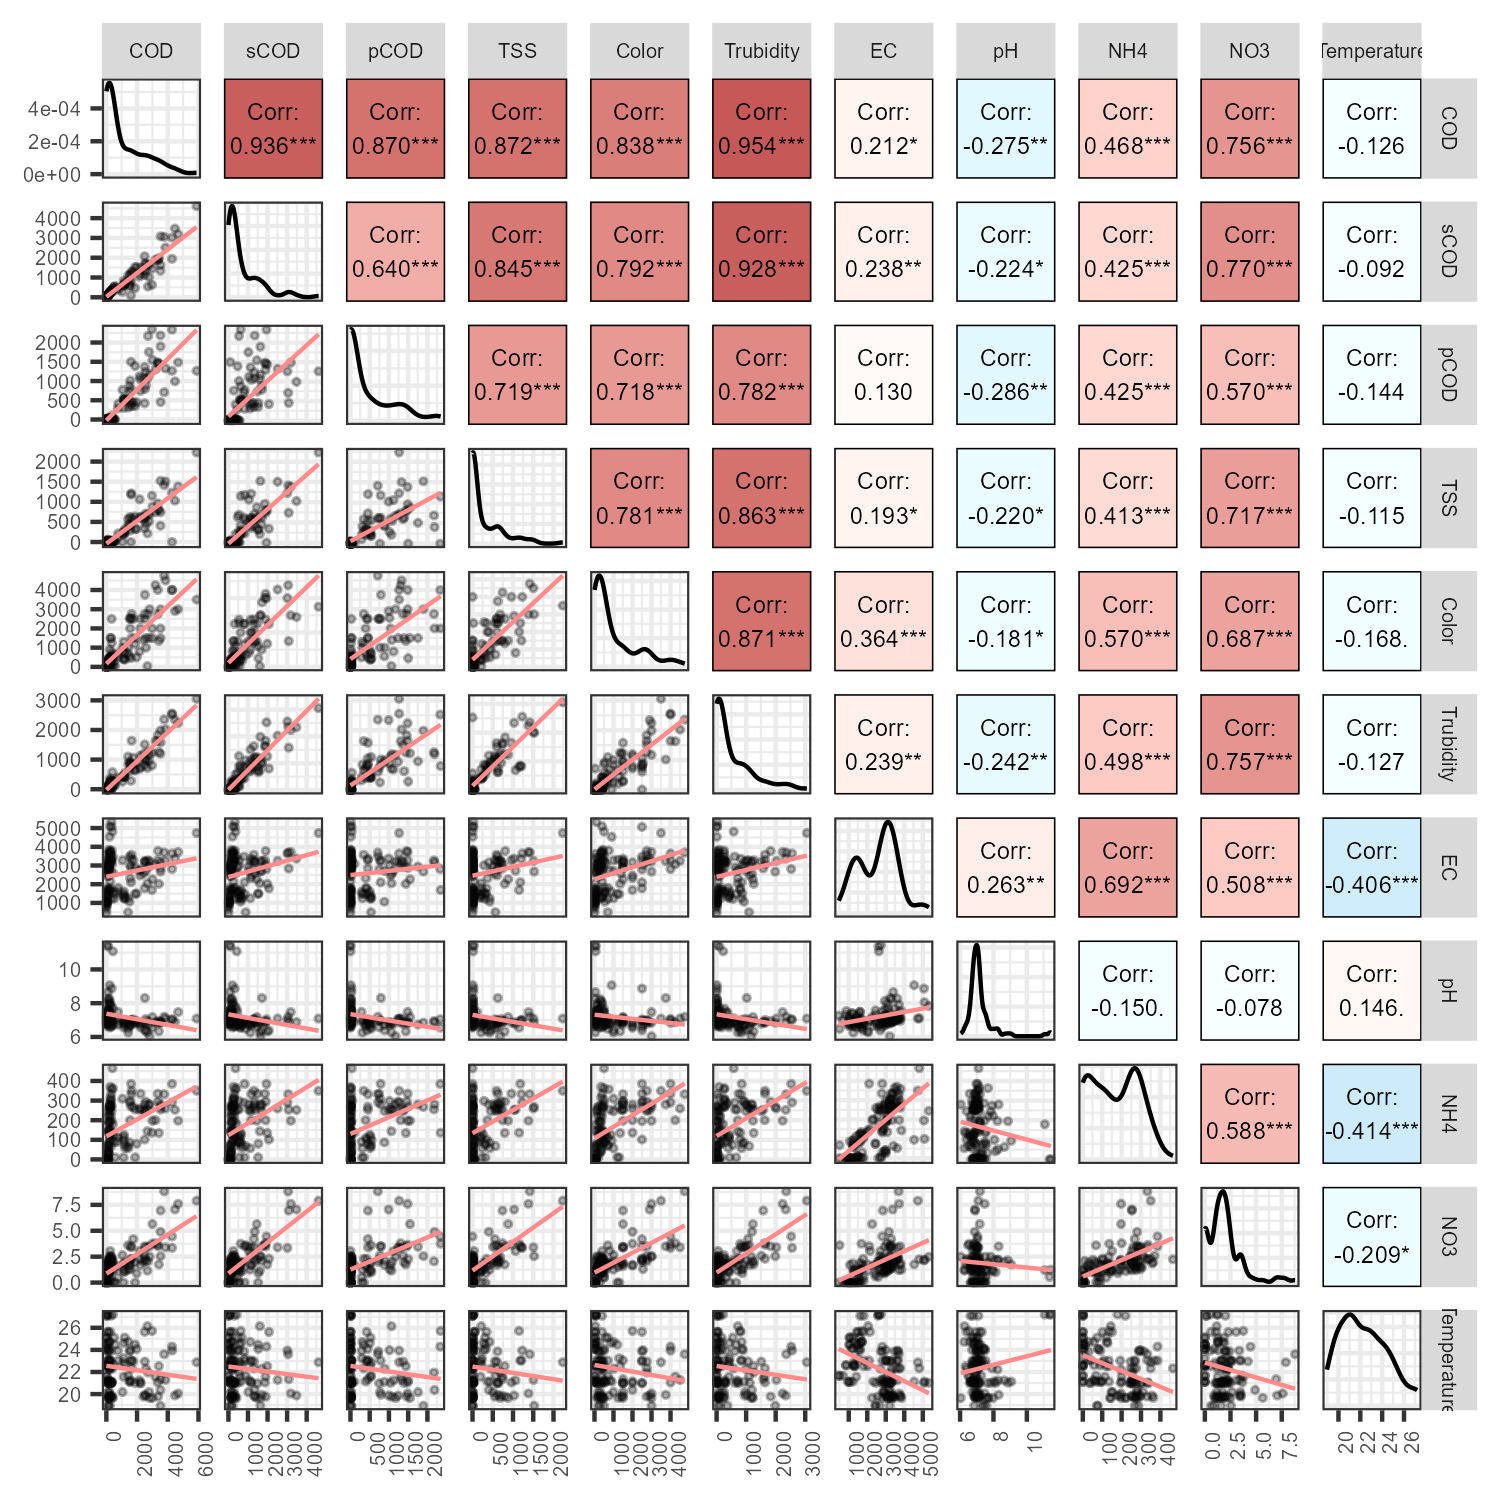 COD sCOD pCOD TSS Color Trubidity EC pH NH4 NO3 Temperature
4e-04
2e-04
0e+00
Corr: Corr: Corr: Corr: Corr: Corr: Corr: Corr: Corr: Corr:
0.936*** 0.870*** 0.872*** 0.838*** 0.954*** 0.212* -0.275** 0.468*** 0.756*** -0.126
COD
4000
3000
2000
1000
0
Corr: Corr: Corr: Corr: Corr: Corr: Corr: Corr: Corr:
0.640*** 0.845*** 0.792*** 0.928*** 0.238** -0.224* 0.425*** 0.770*** -0.092
sCOD
2000
1500
1000
500
0
Corr: Corr: Corr: Corr: Corr: Corr: Corr: Corr:
0.719*** 0.718*** 0.782*** 0.130 -0.286** 0.425*** 0.570*** -0.144
pCOD
2000
1500
1000
500
0
Corr: Corr: Corr: Corr: Corr: Corr: Corr:
0.781*** 0.863*** 0.193* -0.220* 0.413*** 0.717*** -0.115
TSS
4000
3000
2000
1000
0
Corr: Corr: Corr: Corr: Corr: Corr:
0.871*** 0.364*** -0.181* 0.570*** 0.687*** -0.168.
Color
3000
2000
1000
0
Corr: Corr: Corr: Corr: Corr:
0.239** -0.242** 0.498*** 0.757*** -0.127
Trubidity
5000
4000
3000
2000
1000
Corr: Corr: Corr: Corr:
0.263** 0.692*** 0.508*** -0.406***
EC
10
8
6
Corr: Corr: Corr:
-0.150. -0.078 0.146.
pH
400
300
200
100
0
Corr: Corr:
0.588*** -0.414***
NH4
7.5
5.0
2.5
0.0
Corr:
-0.209*
NO3
26
24
22
20
Temperature
0 2000 4000 6000
0 1000 2000 3000 4000
0 500 1000 1500 2000
0 500 1000 1500 2000
0 1000 2000 3000 4000
0 1000 2000 3000
1000 2000 3000 4000 5000
6 8 10
0 100 200 300 400
0.0 2.5 5.0 7.5
20 22 24 26